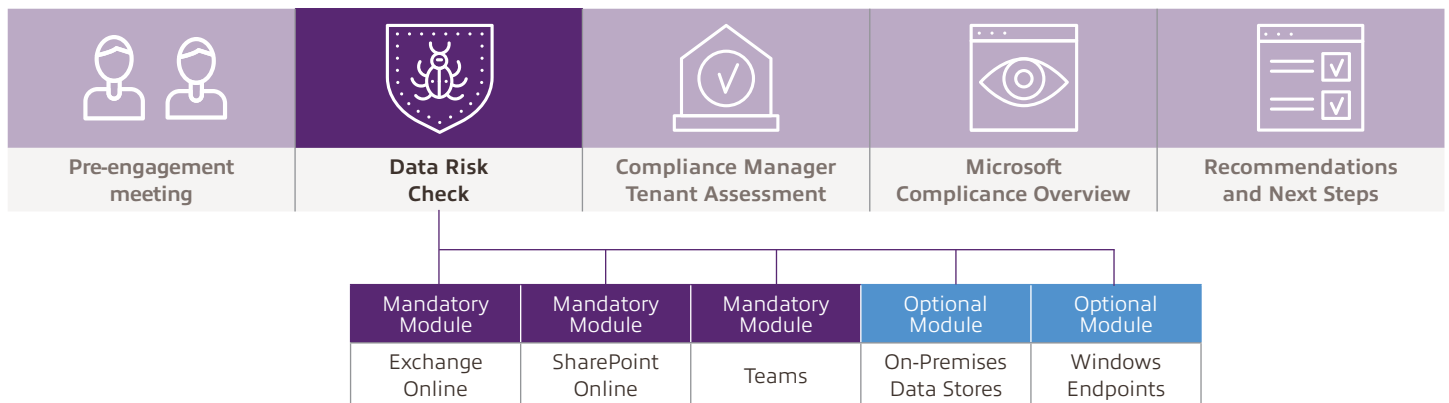 Pre-engagement
meeting
Data Risk
Check
Compliance Manager
Tenant Assessment
Microsoft
Complicance Overview
Recommendations
and Next Steps
Mandatory
Module
Mandatory
Module
Mandatory
Module
Optional
Module
Optional
Module
Exchange
Online
SharePoint
Online
Teams
On-Premises
Data Stores
Windows
Endpoints